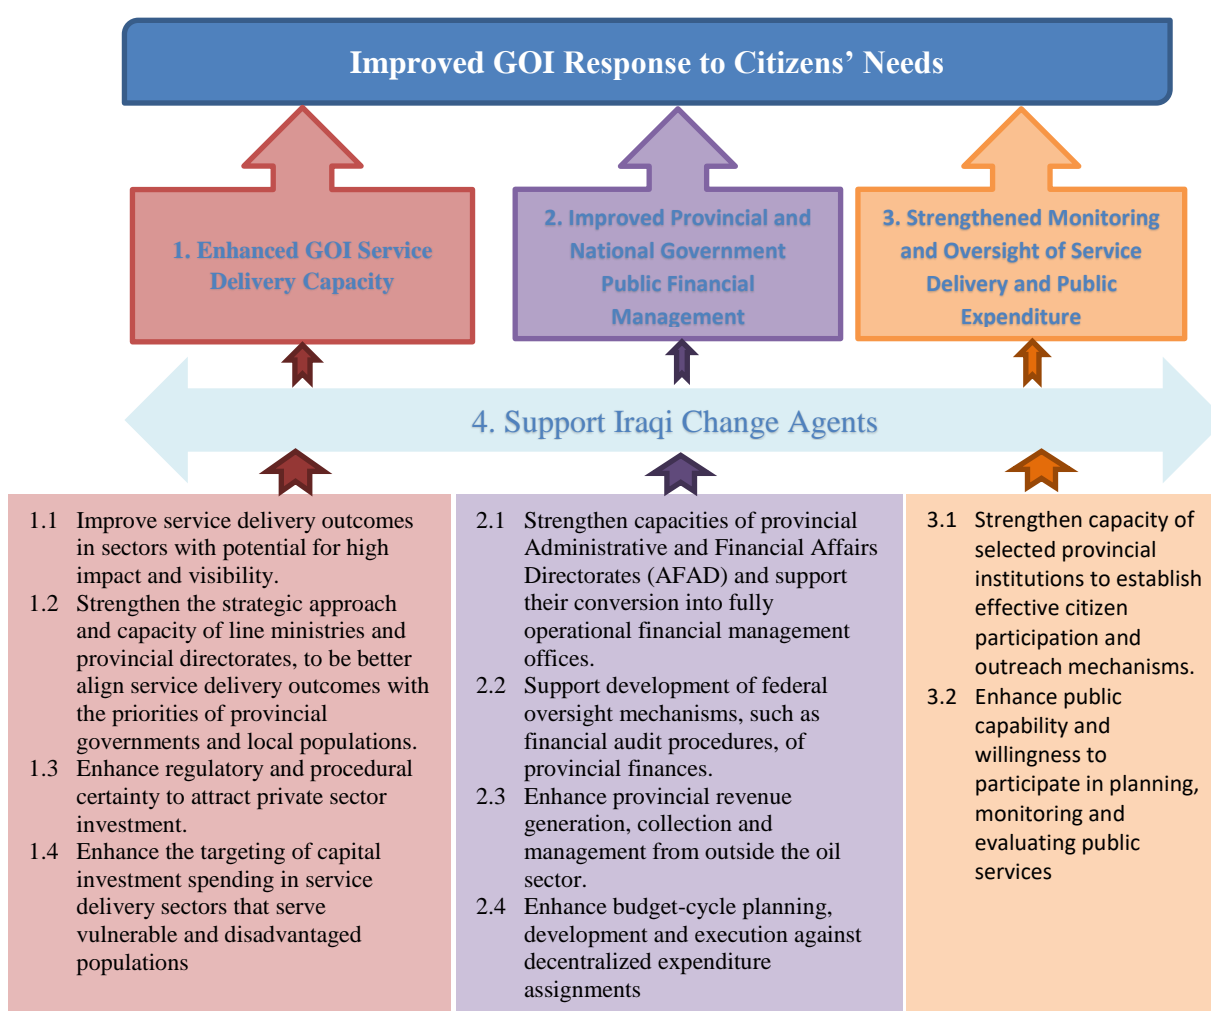 Improved GOI Response to Citizens’ Needs
1. Enhanced GOI Service
Delivery Capacity
2. Improved Provincial and
National Government
Public Financial
Management
3. Strengthened Monitoring
and Oversight of Service
Delivery and Public
Expenditure
4. Support Iraqi Change Agents
1.1 Improve service delivery outcomes
in sectors with potential for high
impact and visibility.
1.2 Strengthen the strategic approach
and capacity of line ministries and
provincial directorates, to be better
align service delivery outcomes with
the priorities of provincial
governments and local populations.
1.3 Enhance regulatory and procedural
certainty to attract private sector
investment.
1.4 Enhance the targeting of capital
investment spending in service
delivery sectors that serve
vulnerable and disadvantaged
populations
2.1 Strengthen capacities of provincial
Administrative and Financial Affairs
Directorates (AFAD) and support
their conversion into fully
operational financial management
offices.
2.2 Support development of federal
oversight mechanisms, such as
financial audit procedures, of
provincial finances.
2.3 Enhance provincial revenue
generation, collection and
management from outside the oil
sector.
2.4 Enhance budget-cycle planning,
development and execution against
decentralized expenditure
assignments
3.1 Strengthen capacity of
selected provincial
institutions to establish
effective citizen
participation and
outreach mechanisms.
3.2 Enhance public
capability and
willingness to
participate in planning,
monitoring and
evaluating public
services